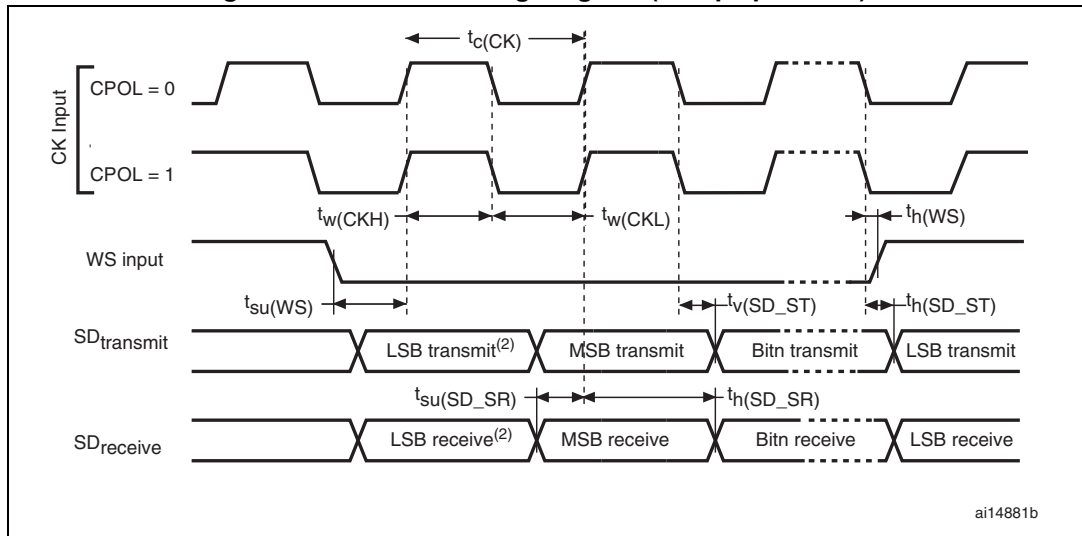 tc(CK)
CK Input
CPOL = 0
CPOL = 1
tw(CKH)
tw(CKL)
th(WS)
WS input
tsu(WS)
tv(SD_ST)
th(SD_ST)
SDtransmit
LSB transmit(2)
MSB transmit
Bitn transmit
LSB transmit
tsu(SD_SR)
th(SD_SR)
SDreceive
LSB receive(2)
MSB receive
Bitn receive
LSB receive
ai14881b